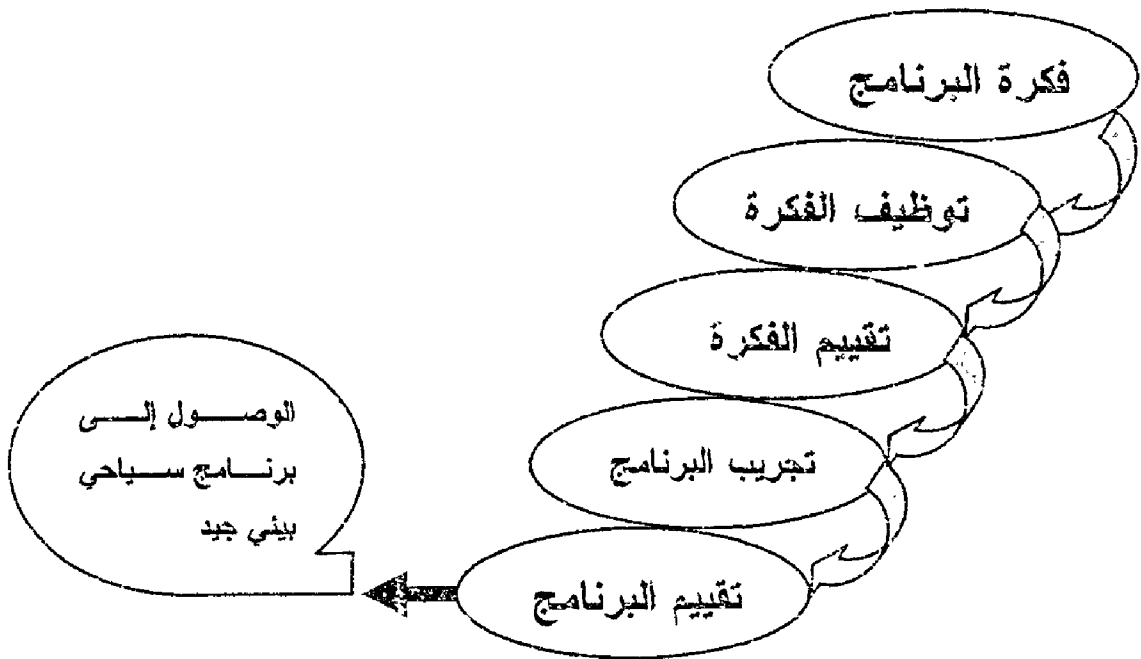 فكرة البرنامج
توظيف الفكرة
تقييم الفكرة
تجريب البرنامج
تقييم البرنامج
الوصول إلى
برنامج سياحي
بيئي جيد